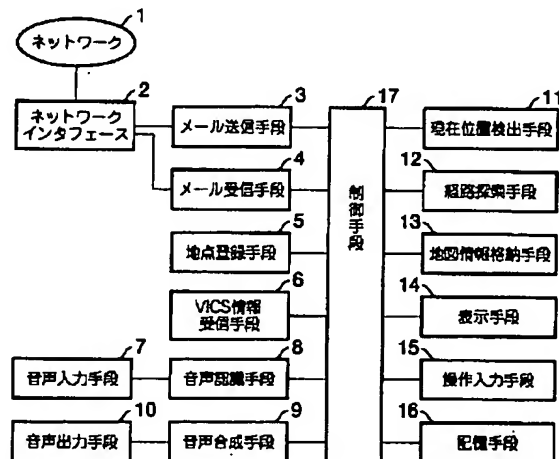 1
ネットワーク
2
ネットワーク
インタフェース
3
メール送信手段
4
メール受信手段
5
地点登録手段
6
VICS情報
受信手段
7
音声入力手段
8
音声認識手段
10
音声出力手段
9
音声合成手段
17
制御手段
11
現在位置検出手段
12
経路探索手段
13
地図情報格納手段
14
表示手段
15
操作入力手段
16
記憶手段